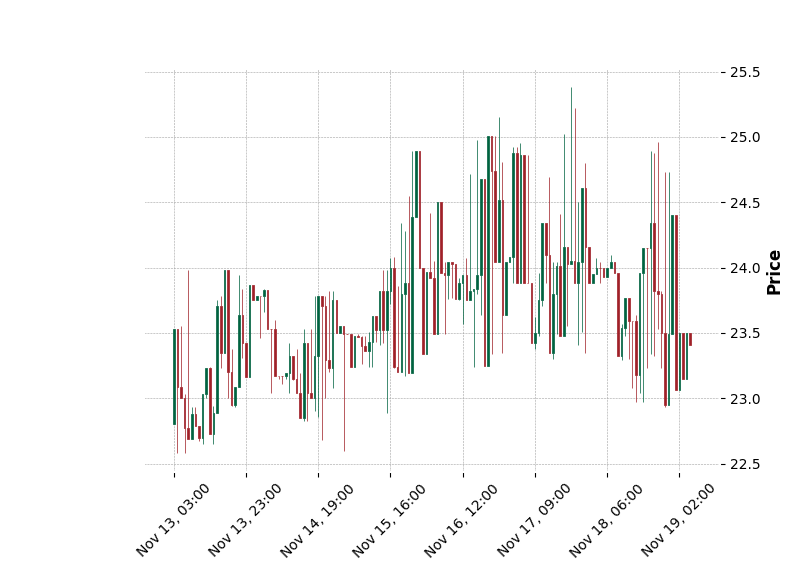 25.5
25.0
24.5
24.0
23.5
23.0
22.5
Price
Nov 13, 03:00
Nov 13, 23:00
Nov 14, 19:00
Nov 15, 16:00
Nov 16, 12:00
Nov 17, 09:00
Nov 18, 06:00
Nov 19, 02:00